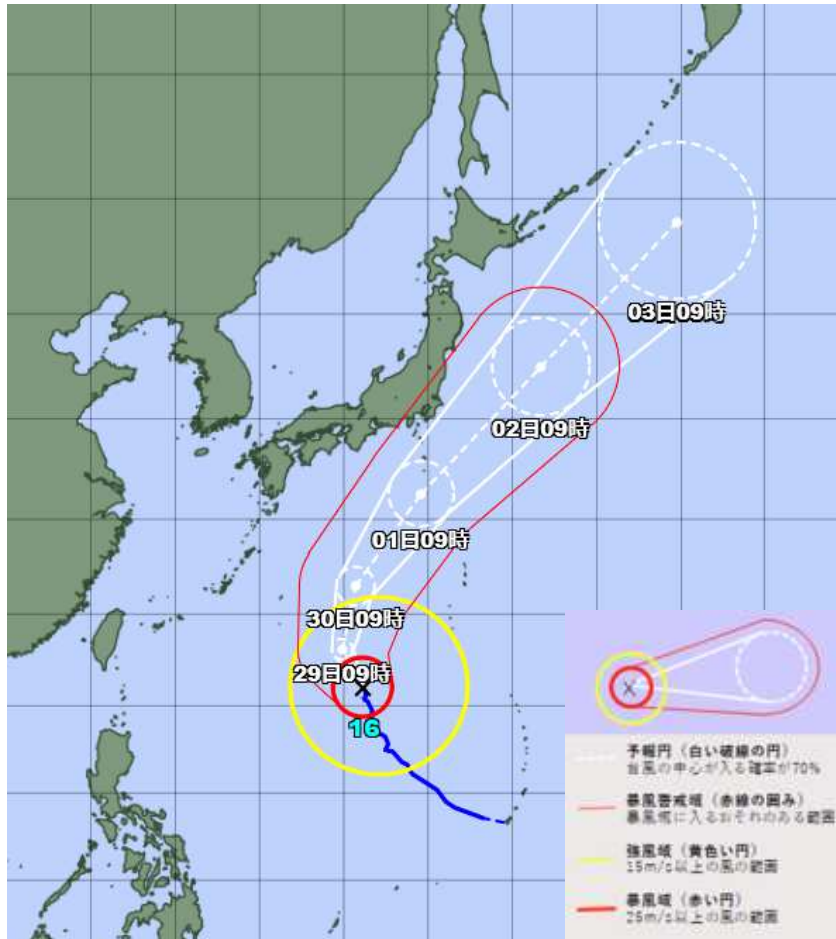 03日09時
02日09時
01日09時
30日09時
29日09時
16
予報円（白い破線の円）
台風の中心が入る確率が70%
暴風警戒域（赤線の囲み）
暴風域に入るおそれのある範囲
強風域（黄色い円）
15m/s以上の風の範囲
暴風域（赤い円）
25m/s以上の風の範囲